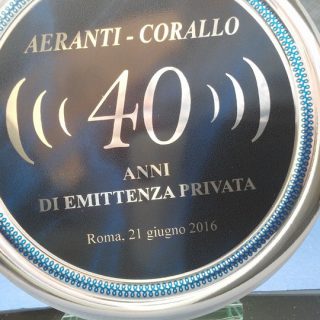 AERANTI - CORALLO
40
ANNI
DI EMITTENZA PRIVATA
Roma, 21 giugno 2016